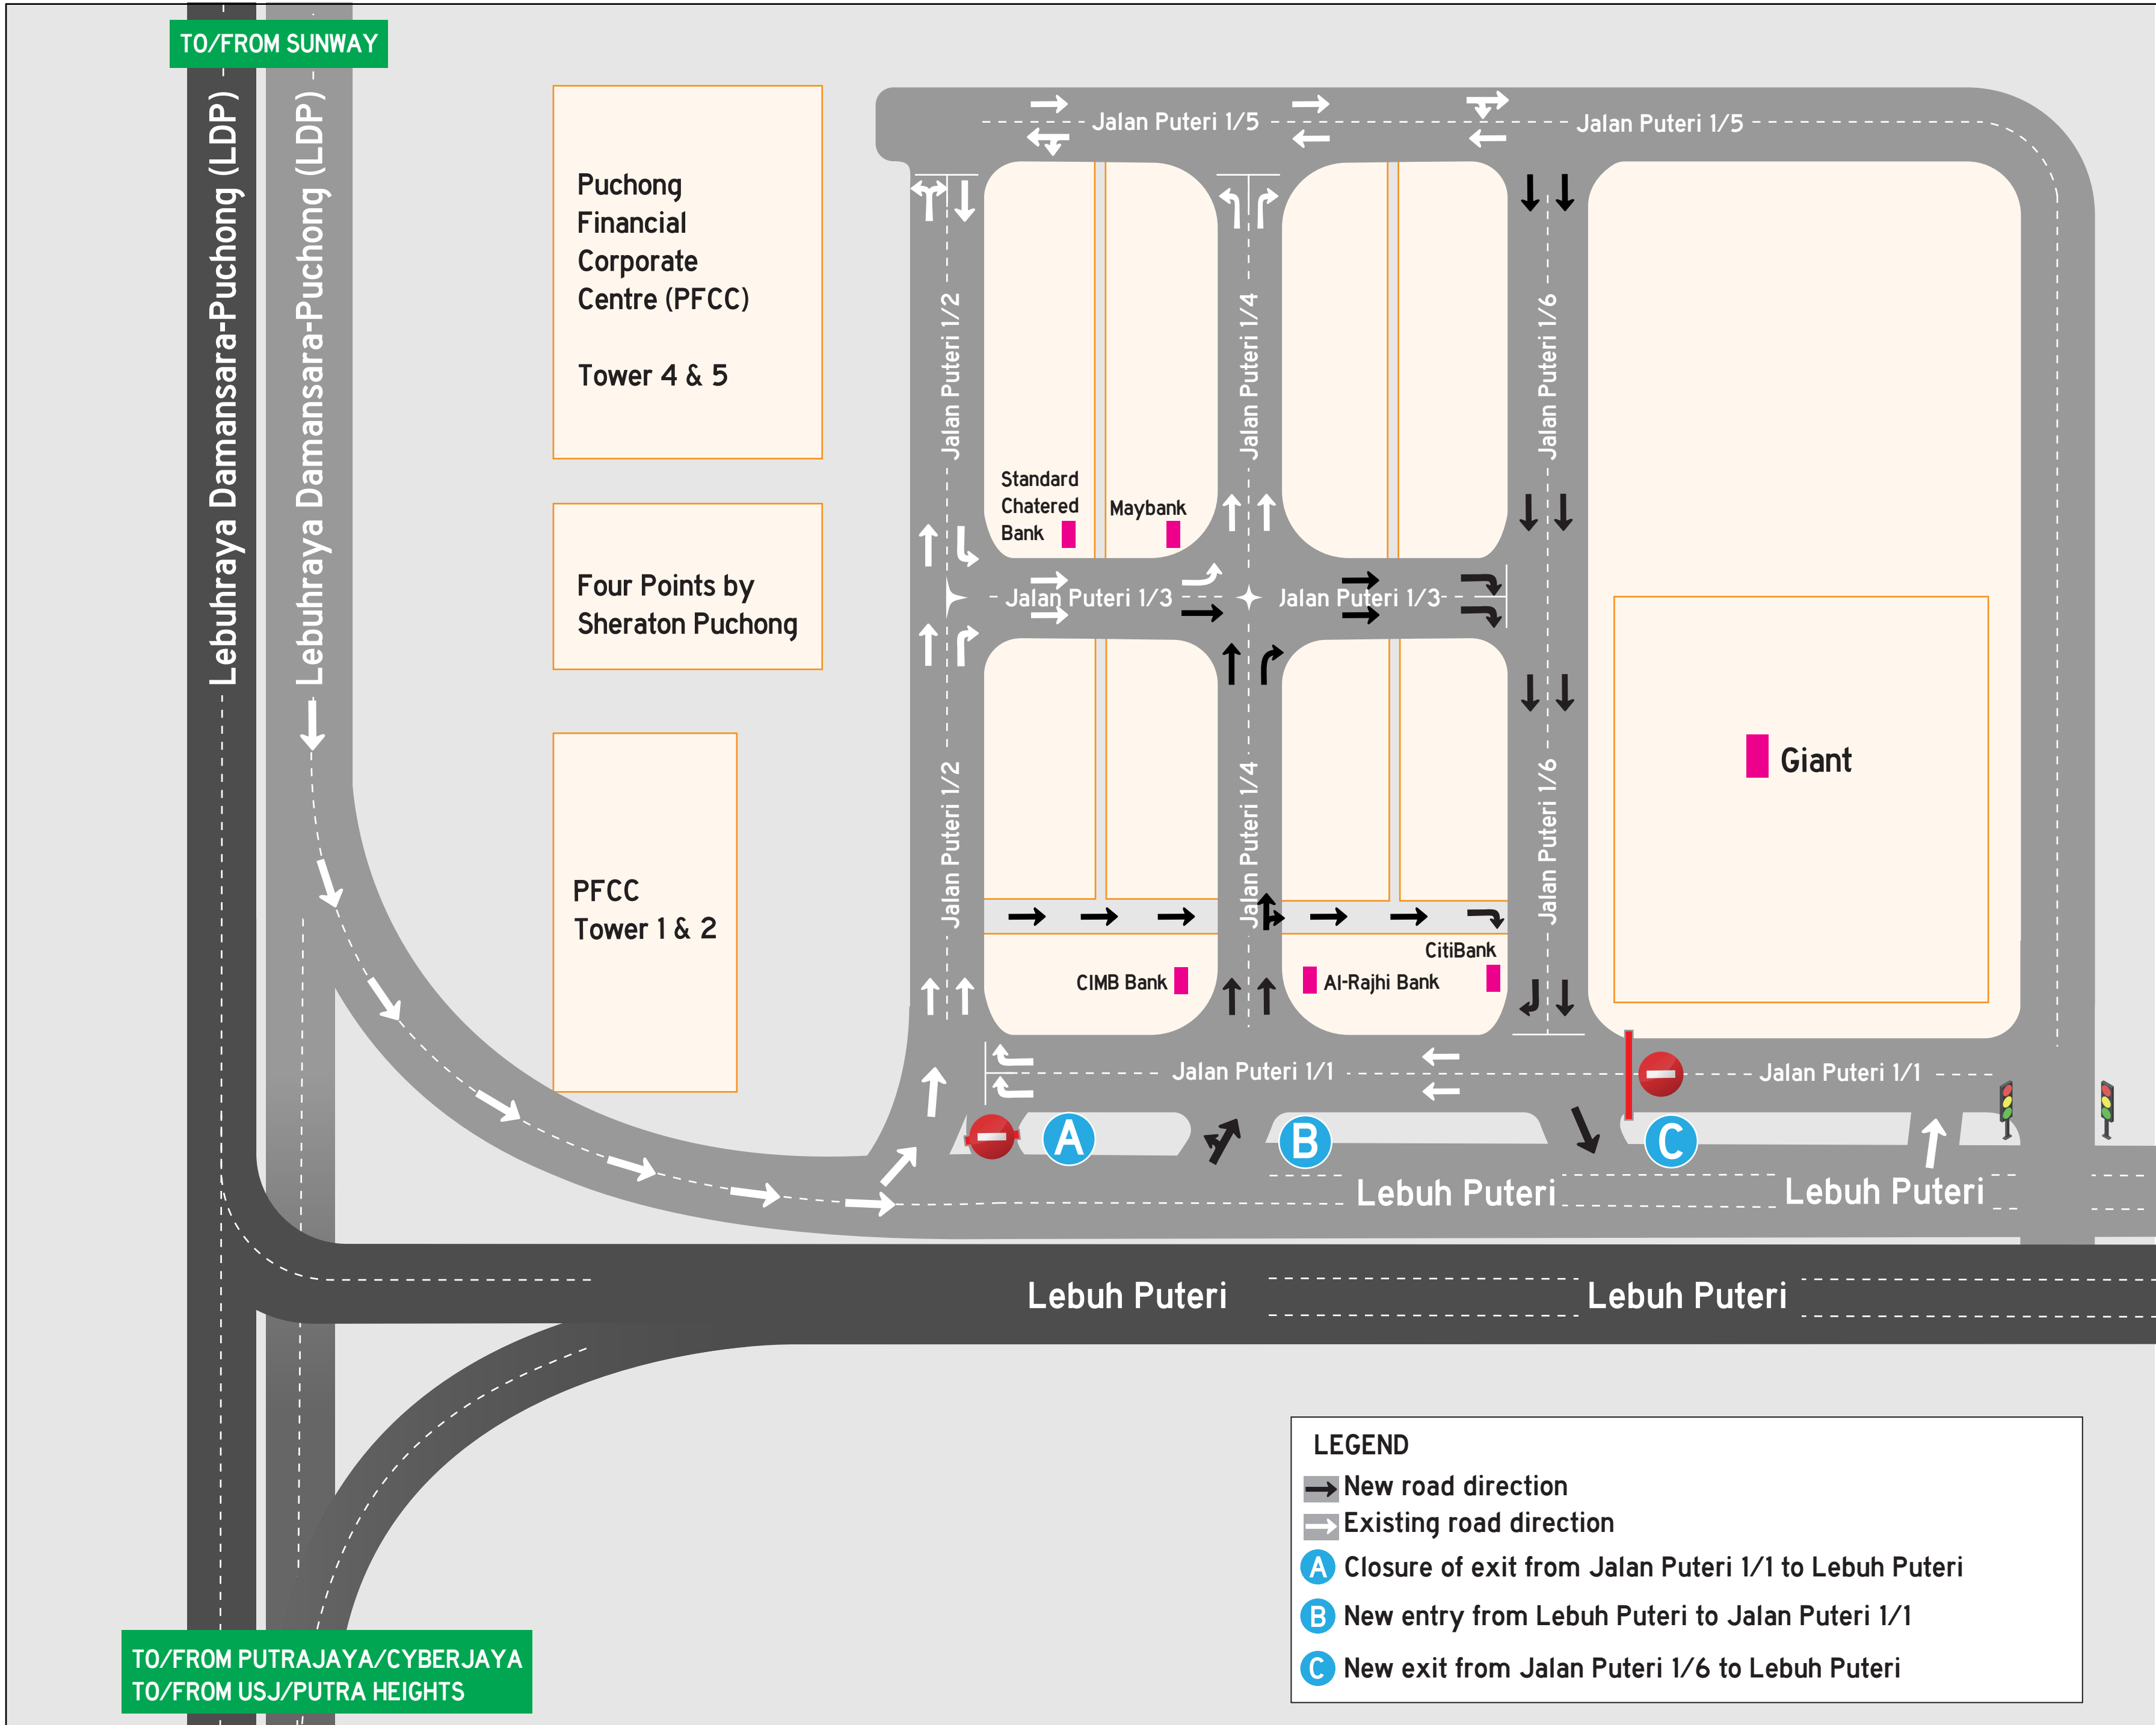 TO/FROM SUNWAY
Lebuhraya Damansara-Puchong (LDP)
Lebuhraya Damansara-Puchong (LDP)
Puchong
Financial
Corporate
Centre (PFCC)
Tower 4 & 5
Four Points by
Sheraton Puchong
PFCC
Tower 1 & 2
Jalan Puteri 1/5
Jalan Puteri 1/5
Jalan Puteri 1/2
Jalan Puteri 1/4
Jalan Puteri 1/6
Standard
Chatered
Bank
Maybank
Jalan Puteri 1/3
Jalan Puteri 1/3
Jalan Puteri 1/2
Jalan Puteri 1/4
Jalan Puteri 1/6
Giant
CIMB Bank
Al-Rajhi Bank
CitiBank
Jalan Puteri 1/1
Jalan Puteri 1/1
A
B
C
Lebuh Puteri
Lebuh Puteri
Lebuh Puteri
Lebuh Puteri
LEGEND
New road direction
Existing road direction
A Closure of exit from Jalan Puteri 1/1 to Lebuh Puteri
B New entry from Lebuh Puteri to Jalan Puteri 1/1
C New exit from Jalan Puteri 1/6 to Lebuh Puteri
TO/FROM PUTRAJAYA/CYBERJAYA
TO/FROM USJ/PUTRA HEIGHTS